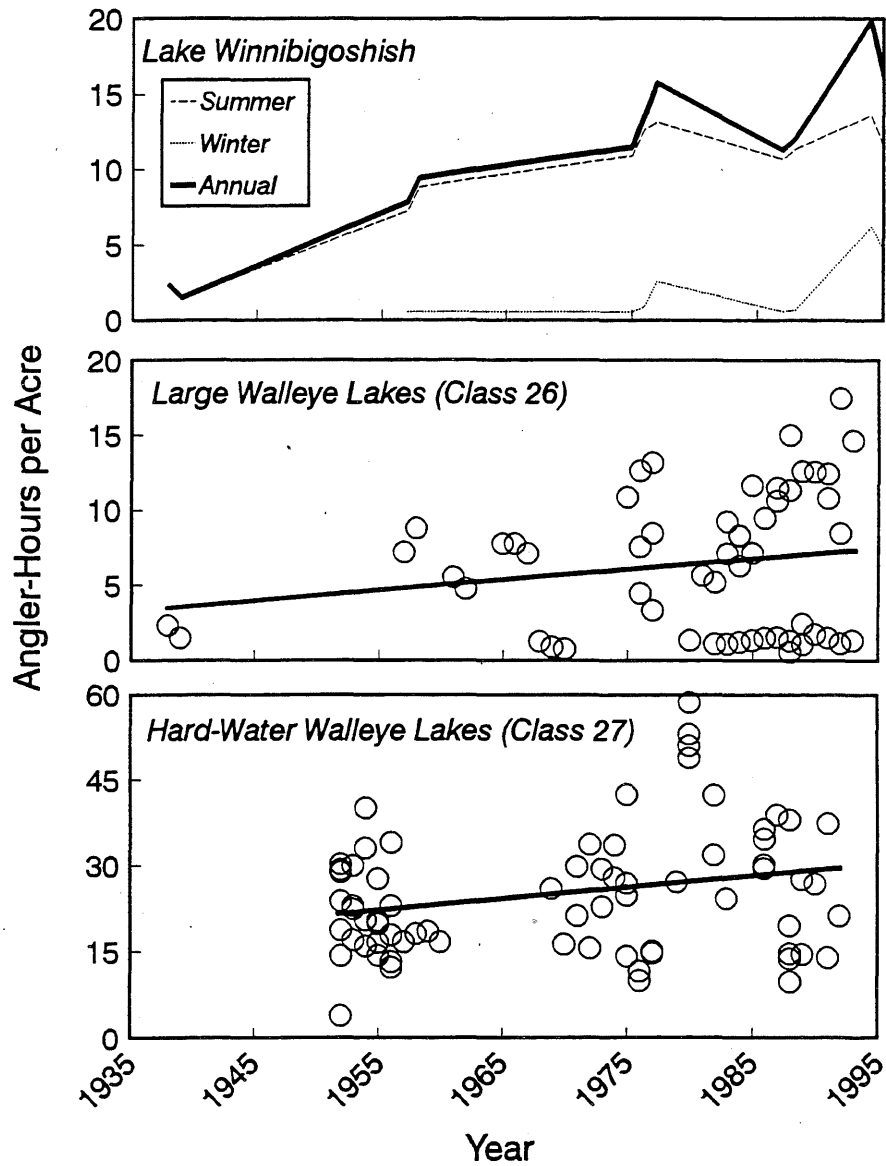 Lake Winnibigoshish
Summer
Winter
Annual
20
15
10
5
0
Large Walleye Lakes (Class 26)
20
15
10
5
0
Hard-Water Walleye Lakes (Class 27)
60
45
30
15
0
Angler-Hours per Acre
1935
1945
1955
1965
1975
1985
1995
Year